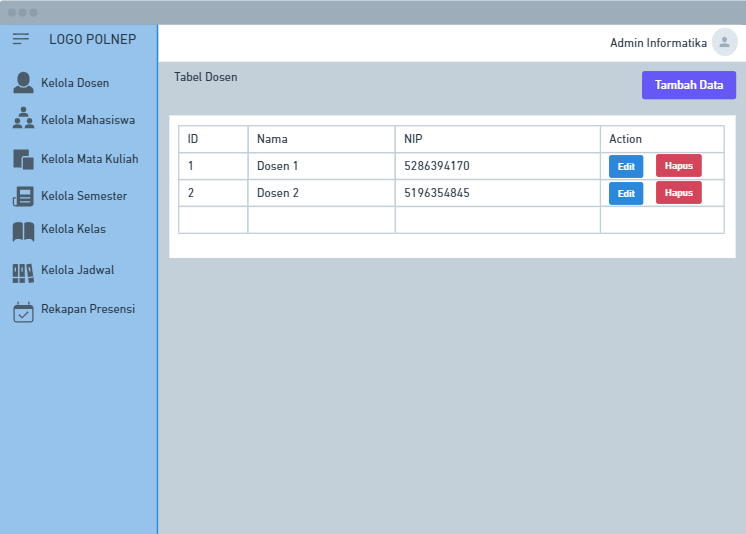 LOGO POLNEP
Admin Informatika
Kelola Dosen
Kelola Mahasiswa
Kelola Mata Kuliah
Kelola Semester
Kelola Kelas
Kelola Jadwal
Rekapan Presensi
Tabel Dosen
Tambah Data
ID Nama NIP Action
1 Dosen 1 5286394170 Edit Hapus
2 Dosen 2 5196354845 Edit Hapus